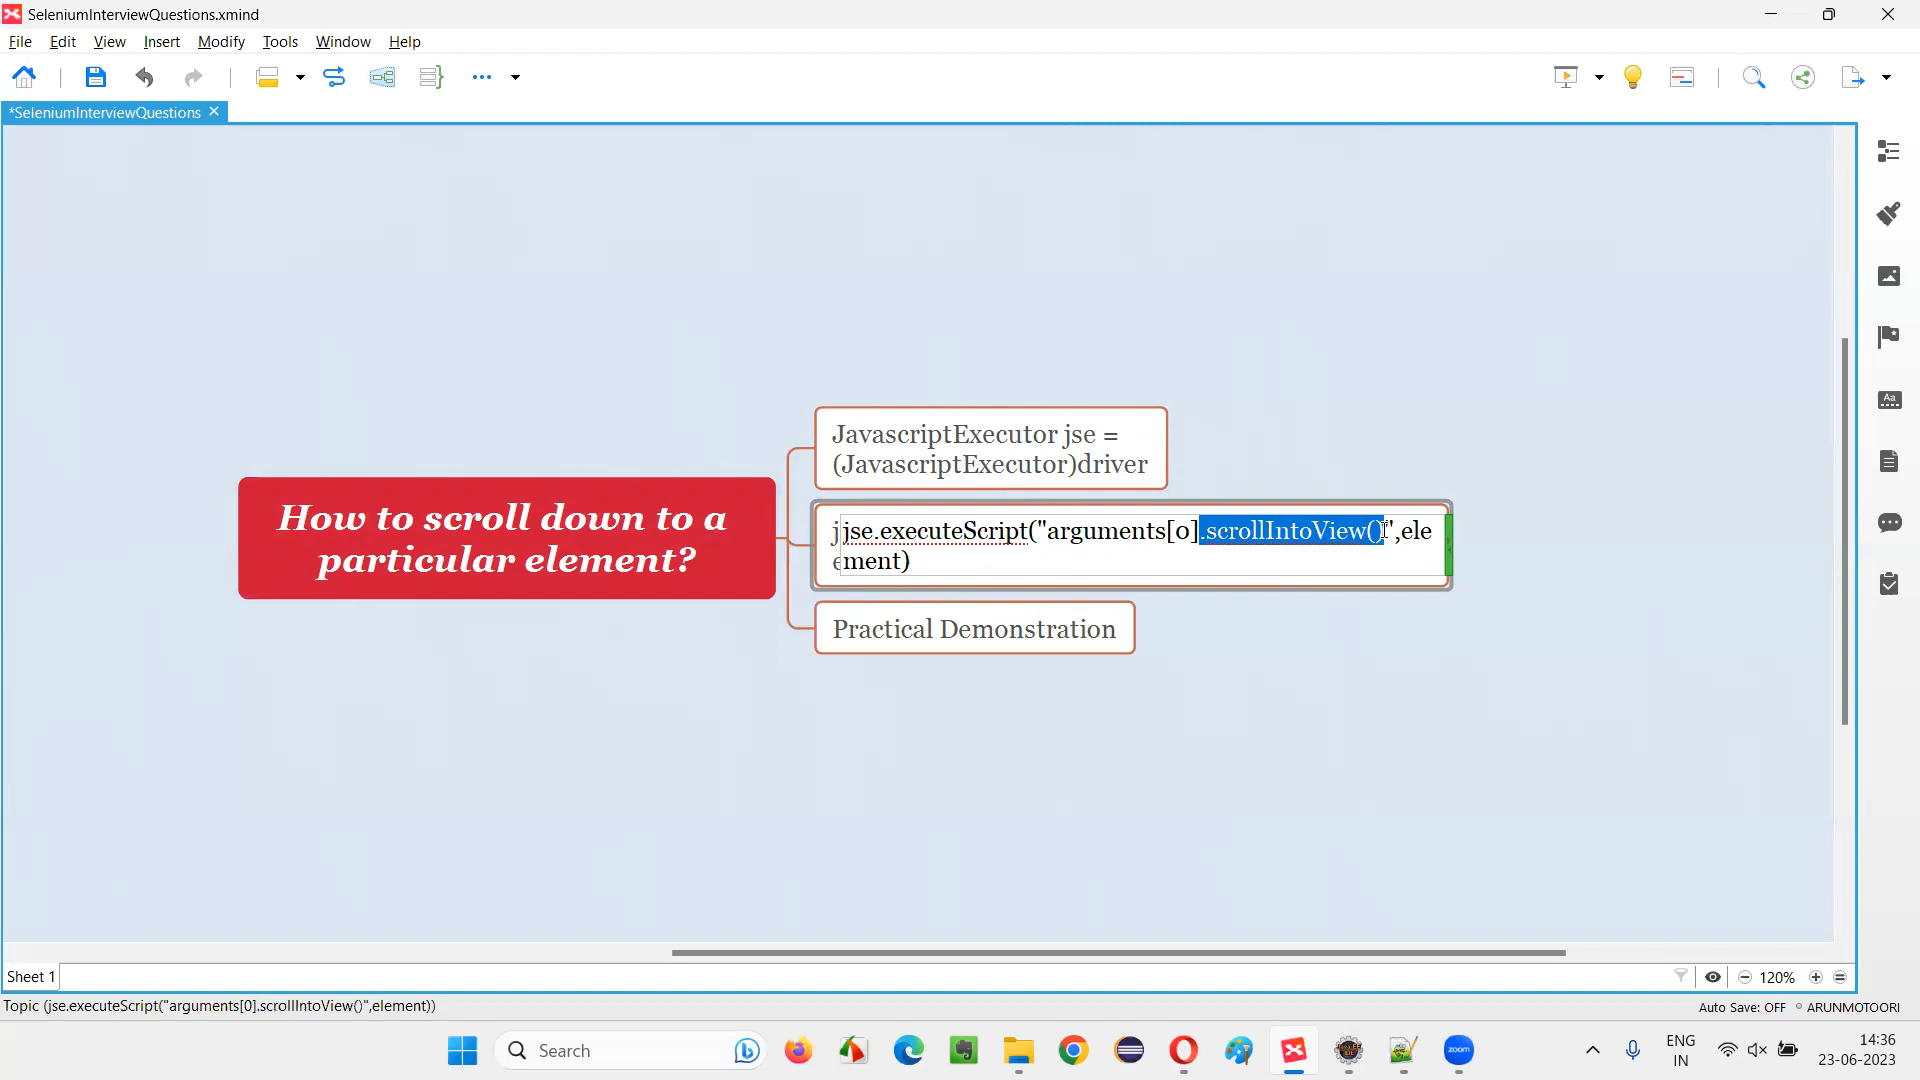 SeleniumInterviewQuestions.xmind
File Edit View Insert Modify Tools Window Help
*SeleniumInterviewQuestions
How to scroll down to a
particular element?
JavascriptExecutor jse =
(JavascriptExecutor)driver
jse.executeScript("arguments[0].scrollIntoView()",ele
ment)
Practical Demonstration
Sheet 1
120%
Topic (jse.executeScript("arguments[0].scrollIntoView()",element))
Auto Save: OFF
ARUNMOTOORI
Search
zoom
ENG
IN
14:36
23-06-2023